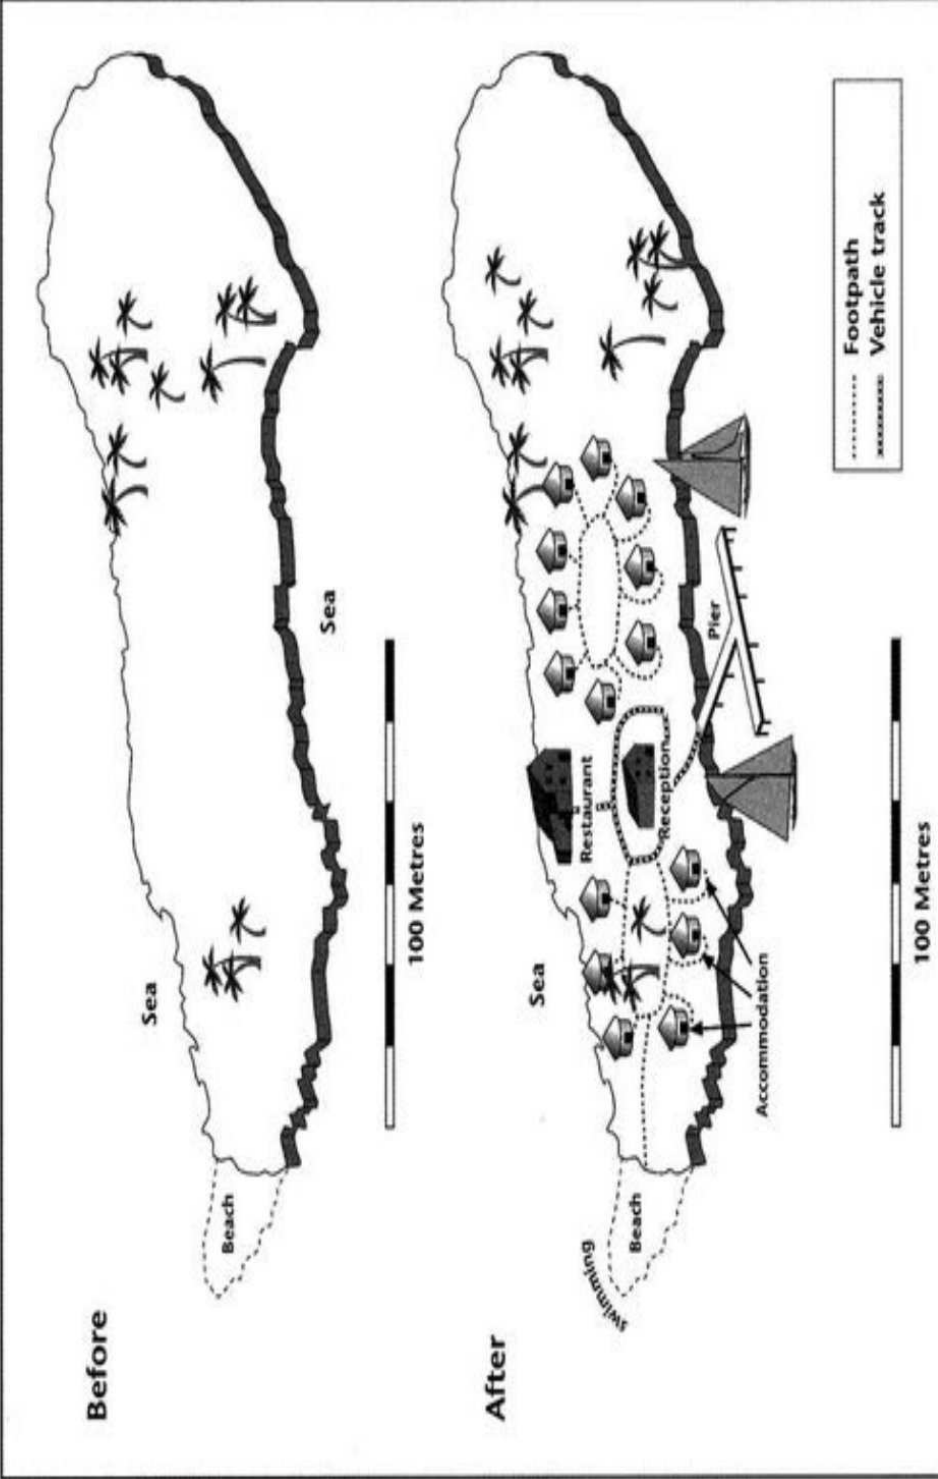 Before
Sea
Beach
Sea
100 Metres
After
Sea
Restaurant
Reception
Pier
Beach
swimming
Accommodation
100 Metres
Footpath
Vehicle track